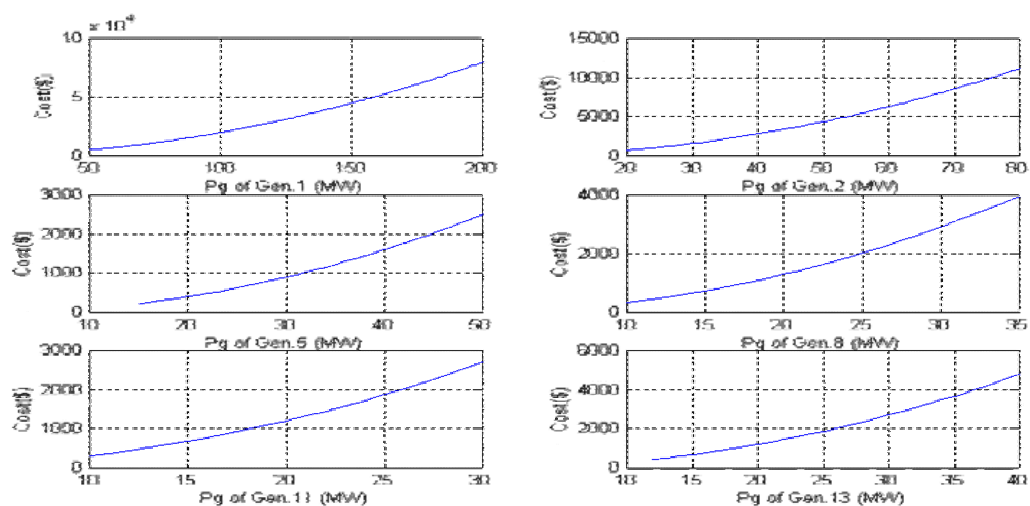 × 10⁴
10
5
0
Cost($)
50 100 150 200
Pg of Gen.1 (MW)
15000
10000
5000
0
Cost($)
20 30 40 50 60 70 80
Pg of Gen.2 (MW)
3000
2000
1000
0
Cost($)
10 20 30 40 50
Pg of Gen.5 (MW)
4000
2000
0
Cost($)
10 15 20 25 30 35
Pg of Gen.8 (MW)
3000
2000
1000
0
Cost($)
10 15 20 25 30
Pg of Gen.11 (MW)
6000
4000
2000
0
Cost($)
10 15 20 25 30 35 40
Pg of Gen.13 (MW)